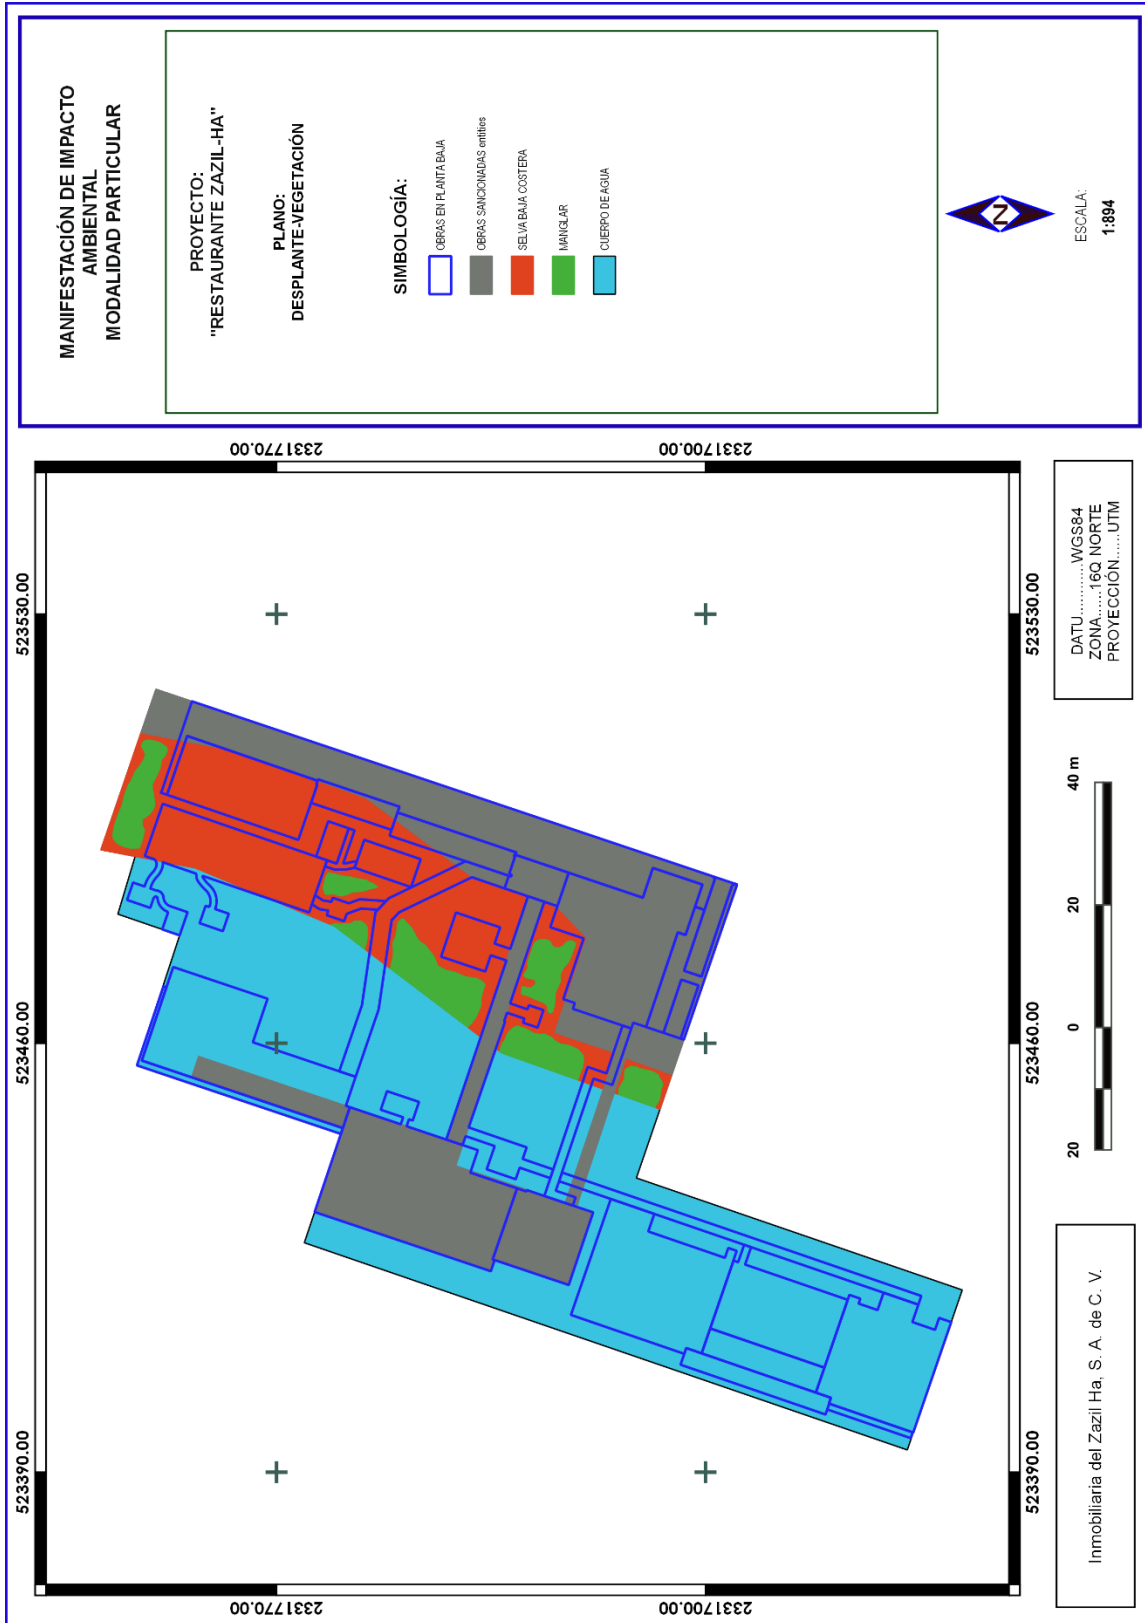 MANIFESTACIÓN DE IMPACTO
AMBIENTAL
MODALIDAD PARTICULAR
PROYECTO:
"RESTAURANTE ZAZIL-HA"
PLANO:
DESPLANTE-VEGETACIÓN
SIMBOLOGÍA:
OBRAS EN PLANTA BAJA
OBRAS SANCIONADAS entities
SELVA BAJA COSTERA
MANGLAR
CUERPO DE AGUA
N
ESCALA:
1:894
2331770.00
2331700.00
523530.00
523460.00
523390.00
523530.00
523460.00
523390.00
2331770.00
2331700.00
DATU............WGS84
ZONA......16Q NORTE
PROYECCIÓN......UTM
20
0
20
40 m
Inmobiliaria del Zazil Ha, S. A. de C. V.